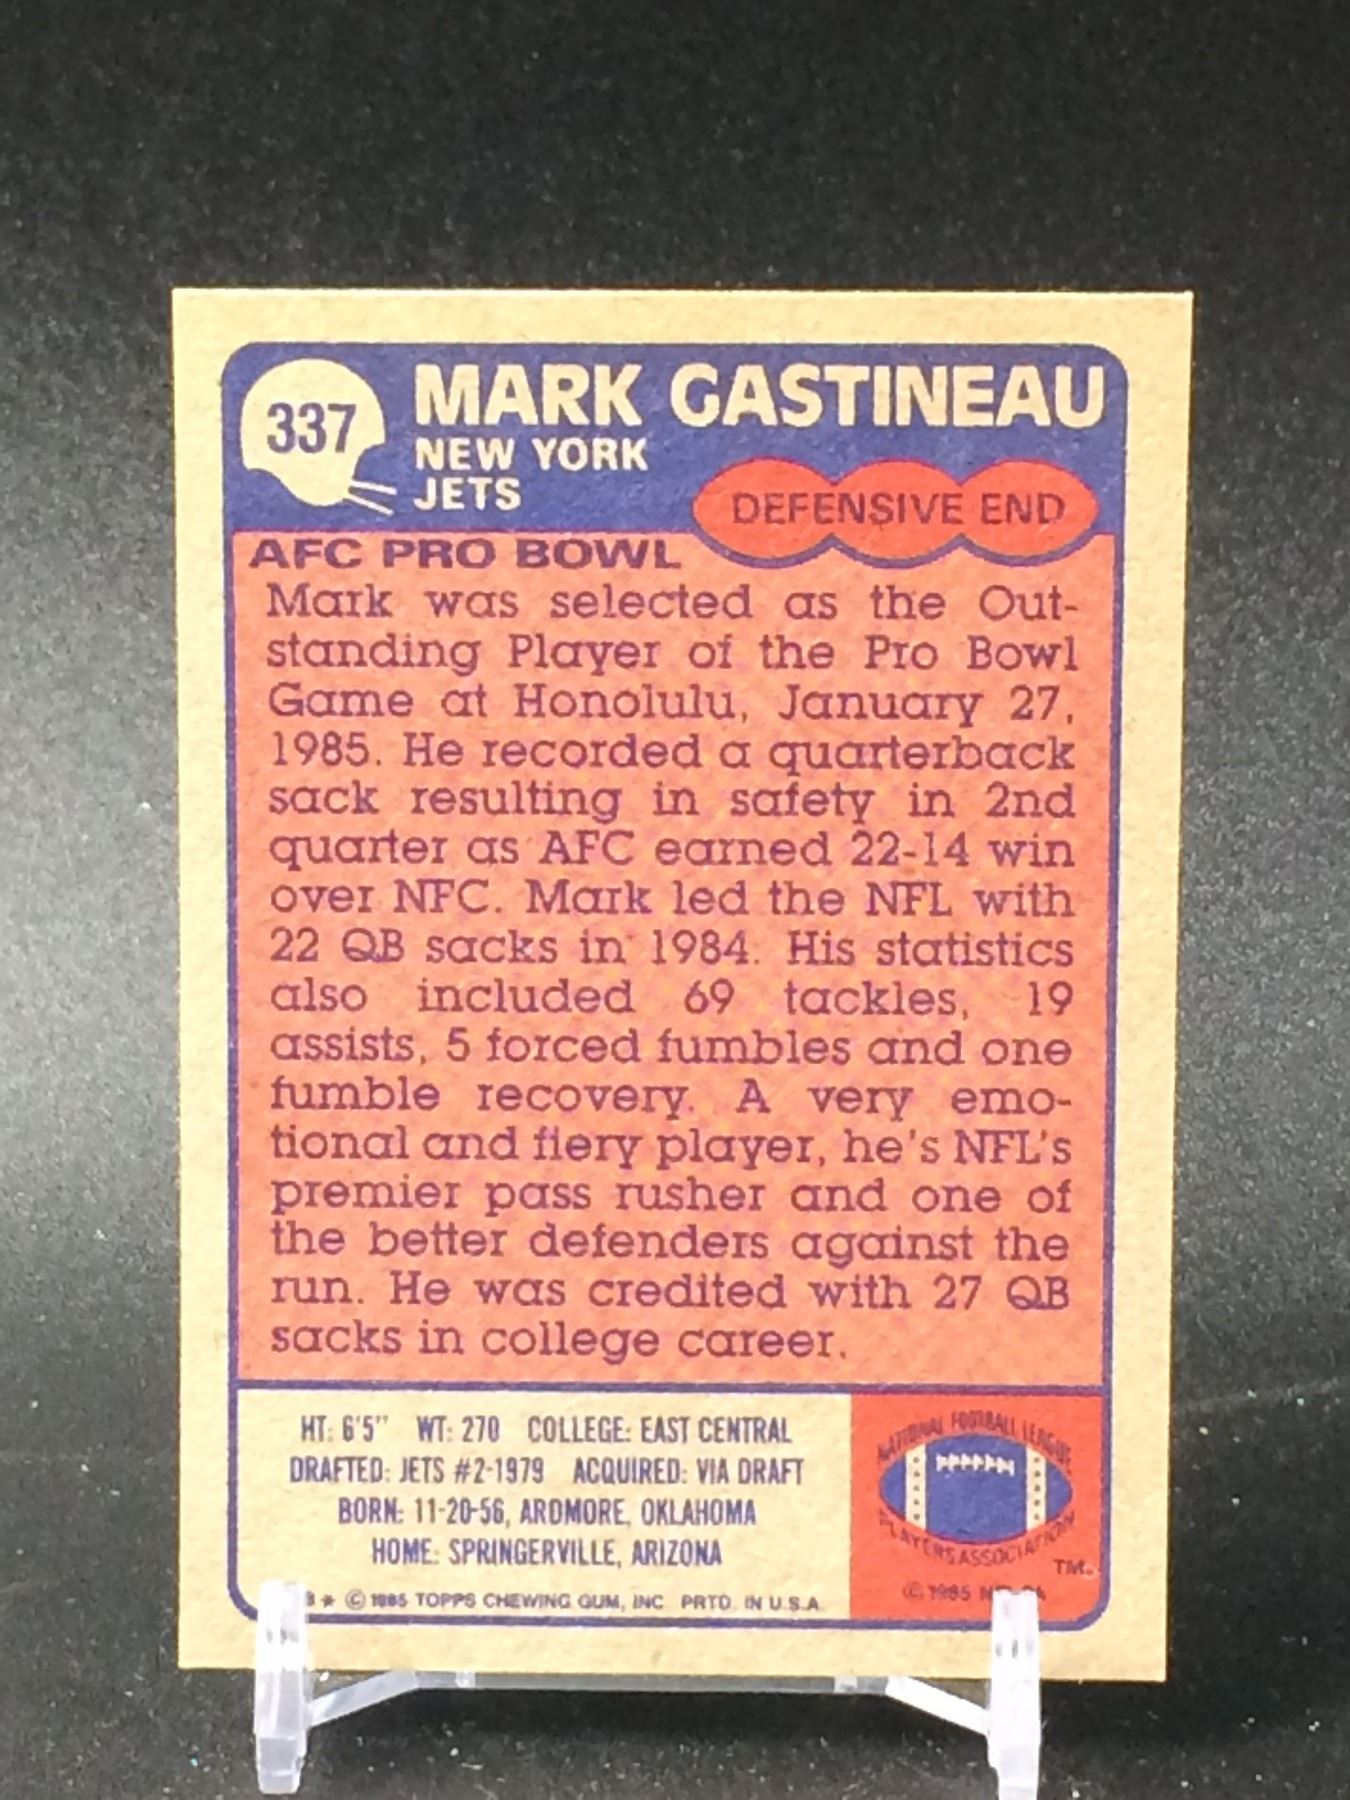 337
MARK GASTINEAU
NEW YORK
JETS
DEFENSIVE END
AFC PRO BOWL
Mark was selected as the Out-
standing Player of the Pro Bowl
Game at Honolulu, January 27,
1985. He recorded a quarterback
sack resulting in safety in 2nd
quarter as AFC earned 22-14 win
over NFC. Mark led the NFL with
22 QB sacks in 1984. His statistics
also included 69 tackles, 19
assists, 5 forced fumbles and one
fumble recovery. A very emo-
tional and fiery player, he's NFL's
premier pass rusher and one of
the better defenders against the
run. He was credited with 27 QB
sacks in college career.
HT: 6'5" WT: 270 COLLEGE: EAST CENTRAL
DRAFTED: JETS #2-1979 ACQUIRED: VIA DRAFT
BORN: 11-20-56, ARDMORE, OKLAHOMA
HOME: SPRINGERVILLE, ARIZONA
* © 1985 TOPPS CHEWING GUM, INC. PRTD. IN U.S.A.
NATIONAL FOOTBALL LEAGUE
PLAYERS ASSOCIATION
TM.
© 1985